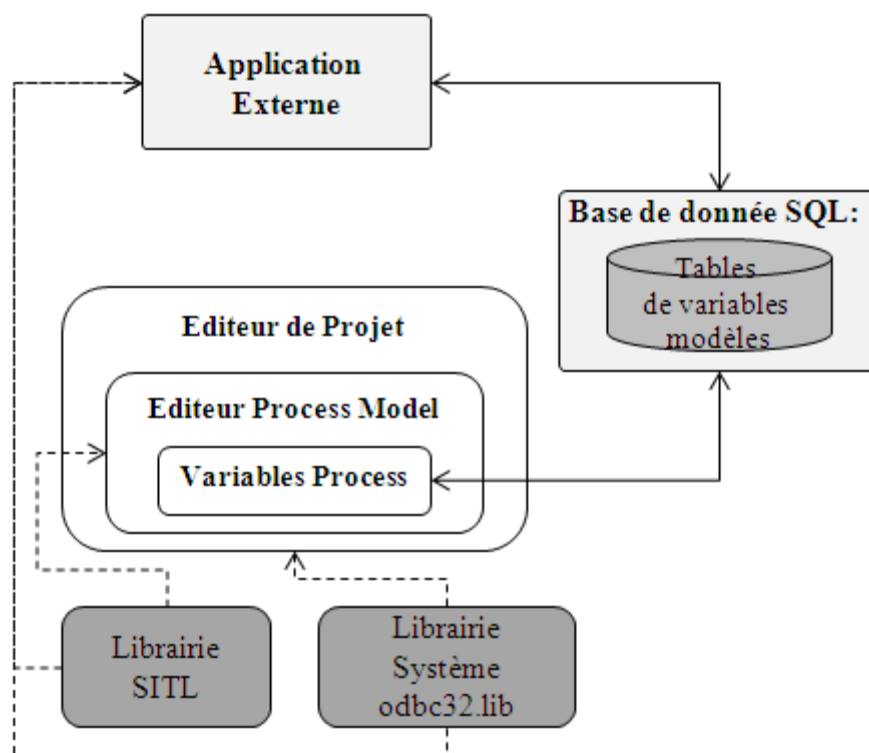 Application
Externe
Base de donnée SQL:
Tables
de variables
modèles
Editeur de Projet
Editeur Process Model
Variables Process
Librairie
SITL
Librairie
Système
odbc32.lib